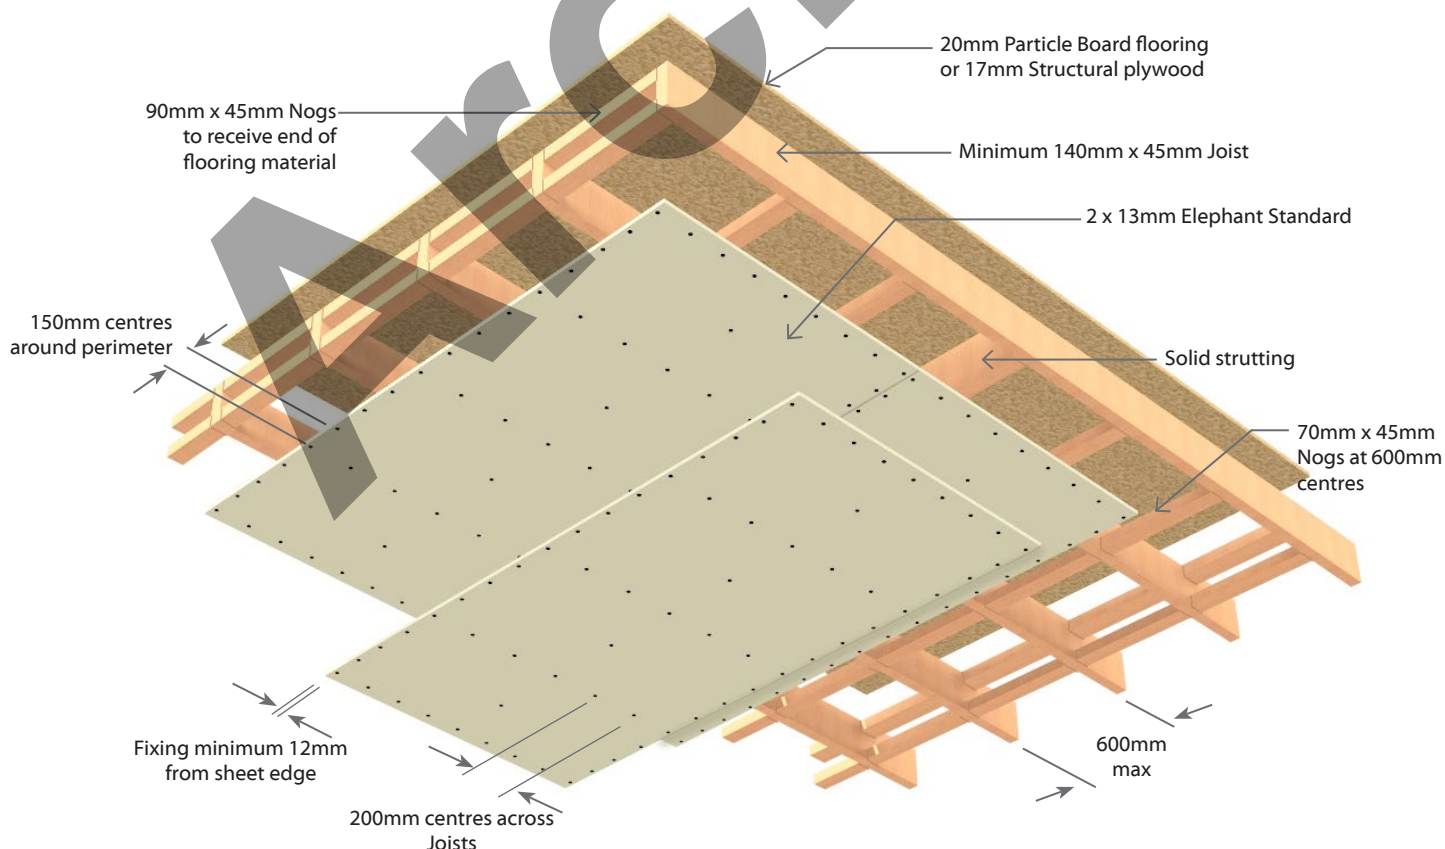 20mm Particle Board flooring
or 17mm Structural plywood
90mm x 45mm Nogs
to receive end of
flooring material
Minimum 140mm x 45mm Joist
2 x 13mm Elephant Standard
150mm centres
around perimeter
Solid strutting
70mm x 45mm
Nogs at 600mm
centres
600mm
max
Fixing minimum 12mm
from sheet edge
200mm centres across
Joists